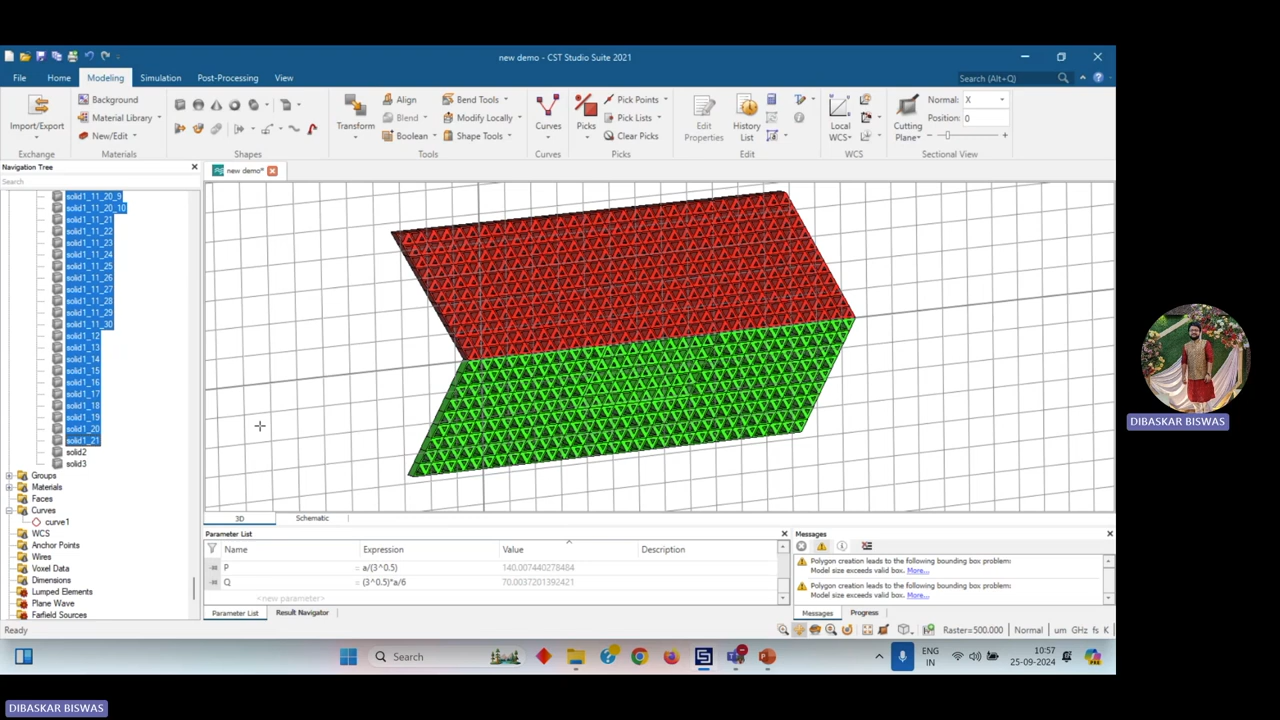 new demo - CST Studio Suite 2021
File Home Modeling Simulation Post-Processing View Search (Alt+Q)
Import/Export
Exchange
Background
Material Library
New/Edit
Materials
Shapes
Transform
Align
Blend
Boolean
Bend Tools
Modify Locally
Shape Tools
Tools
Curves
Curves
Picks
Pick Points
Pick Lists
Clear Picks
Picks
Edit Properties
History List
Edit
Local WCS
WCS
Cutting Plane
Normal: X
Position: 0
Sectional View
Navigation Tree
Search
new demo*
solid1_11_20_9
solid1_11_20_10
solid1_11_21
solid1_11_22
solid1_11_23
solid1_11_24
solid1_11_25
solid1_11_26
solid1_11_27
solid1_11_28
solid1_11_29
solid1_11_30
solid1_12
solid1_13
solid1_14
solid1_15
solid1_16
solid1_17
solid1_18
solid1_19
solid1_20
solid1_21
solid2
solid3
Groups
Materials
Faces
Curves
curve1
WCS
Anchor Points
Wires
Voxel Data
Dimensions
Lumped Elements
Plane Wave
Farfield Sources
3D Schematic
Parameter List
Name Expression Value Description
P = a/(3^0.5) 140.007440278484
Q = (3^0.5)*a/6 70.0037201392421
<new parameter>
Parameter List Result Navigator
Messages
Polygon creation leads to the following bounding box problem:
Model size exceeds valid box. More...
Polygon creation leads to the following bounding box problem:
Model size exceeds valid box. More...
Messages Progress
Ready
Raster=500.000 Normal um GHz fs K
Search
ENG
IN
10:57
25-09-2024
DIBASKAR BISWAS
DIBASKAR BISWAS